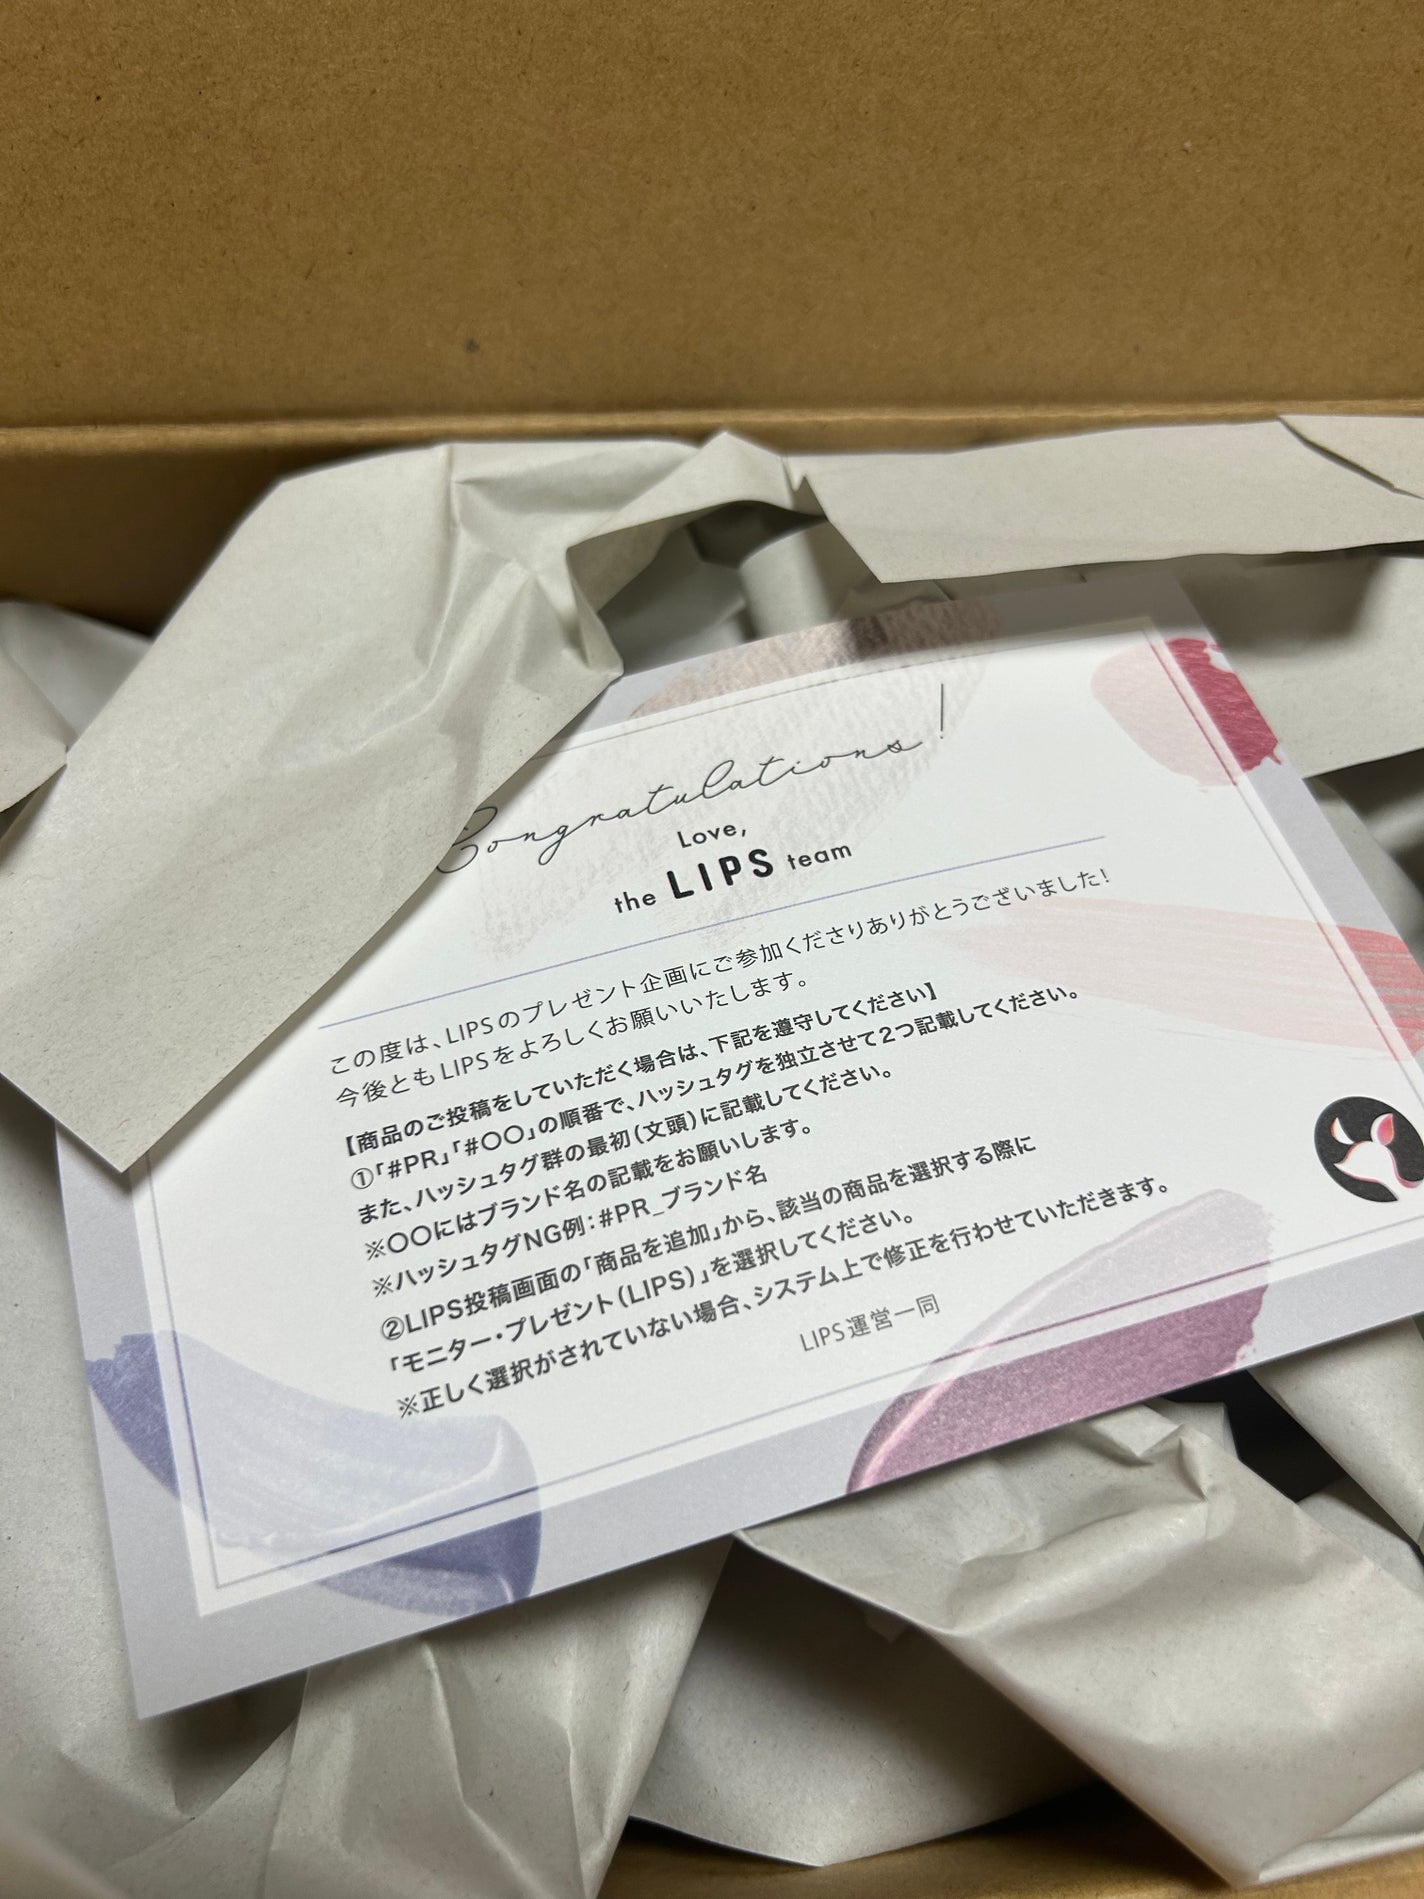 Congratulations!
Love,
the LIPS team
この度は、LIPSのプレゼント企画にご参加くださりありがとうございました!
今後ともLIPSをよろしくお願いいたします。
【商品のご投稿をしていただく場合は、下記を遵守してください】
①「#PR」「#〇〇」の順番で、ハッシュタグを独立させて2つ記載してください。
また、ハッシュタグ群の最初(文頭)に記載してください。
※〇〇にはブランド名の記載をお願いします。
※ハッシュタグNG例:#PR_ブランド名
②LIPS投稿画面の「商品を追加」から、該当の商品を選択する際に
「モニター・プレゼント(LIPS)」を選択してください。
※正しく選択がされていない場合、システム上で修正を行わせていただきます。
LIPS運営一同